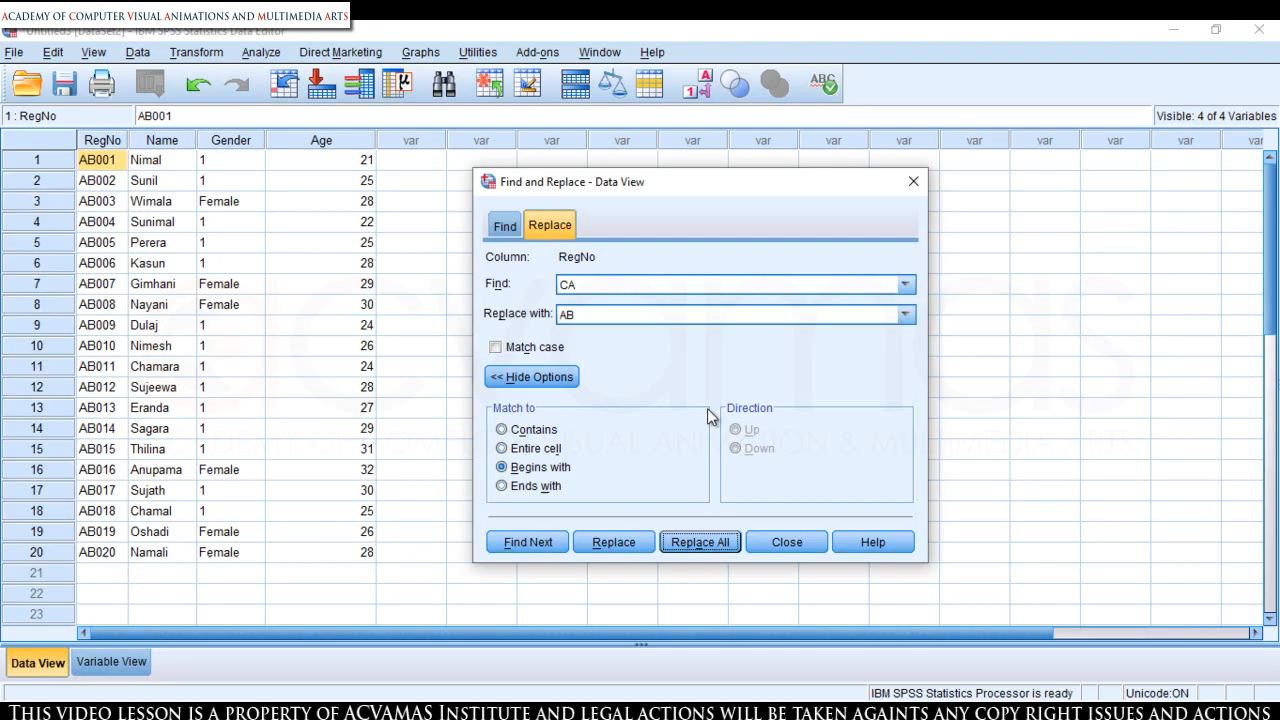 ACADEMY OF COMPUTER VISUAL ANIMATIONS AND MULTIMEDIA ARTS
*Untitled3 [DataSet2] - IBM SPSS Statistics Data Editor
File Edit View Data Transform Analyze Direct Marketing Graphs Utilities Add-ons Window Help
1 : RegNo AB001 Visible: 4 of 4 Variables
RegNo Name Gender Age var var var var var var var var var var var var var
1 AB001 Nimal 1 21
2 AB002 Sunil 1 25
3 AB003 Wimala Female 28
4 AB004 Sunimal 1 22
5 AB005 Perera 1 25
6 AB006 Kasun 1 28
7 AB007 Gimhani Female 29
8 AB008 Nayani Female 30
9 AB009 Dulaj 1 24
10 AB010 Nimesh 1 26
11 AB011 Chamara 1 24
12 AB012 Sujeewa 1 28
13 AB013 Eranda 1 27
14 AB014 Sagara 1 29
15 AB015 Thilina 1 31
16 AB016 Anupama Female 32
17 AB017 Sujath 1 30
18 AB018 Chamal 1 25
19 AB019 Oshadi Female 26
20 AB020 Namali Female 28
21
22
23
Find and Replace - Data View
Find Replace
Column: RegNo
Find: CA
Replace with: AB
Match case
<< Hide Options
Match to Direction
Contains Up
Entire cell Down
Begins with
Ends with
Find Next Replace Replace All Close Help
Data View Variable View
IBM SPSS Statistics Processor is ready Unicode:ON
THIS VIDEO LESSON IS A PROPERTY OF ACVAMAS INSTITUTE AND LEGAL ACTIONS WILL BE TAKEN AGAINTS ANY COPY RIGHT ISSUES AND ACTIONS